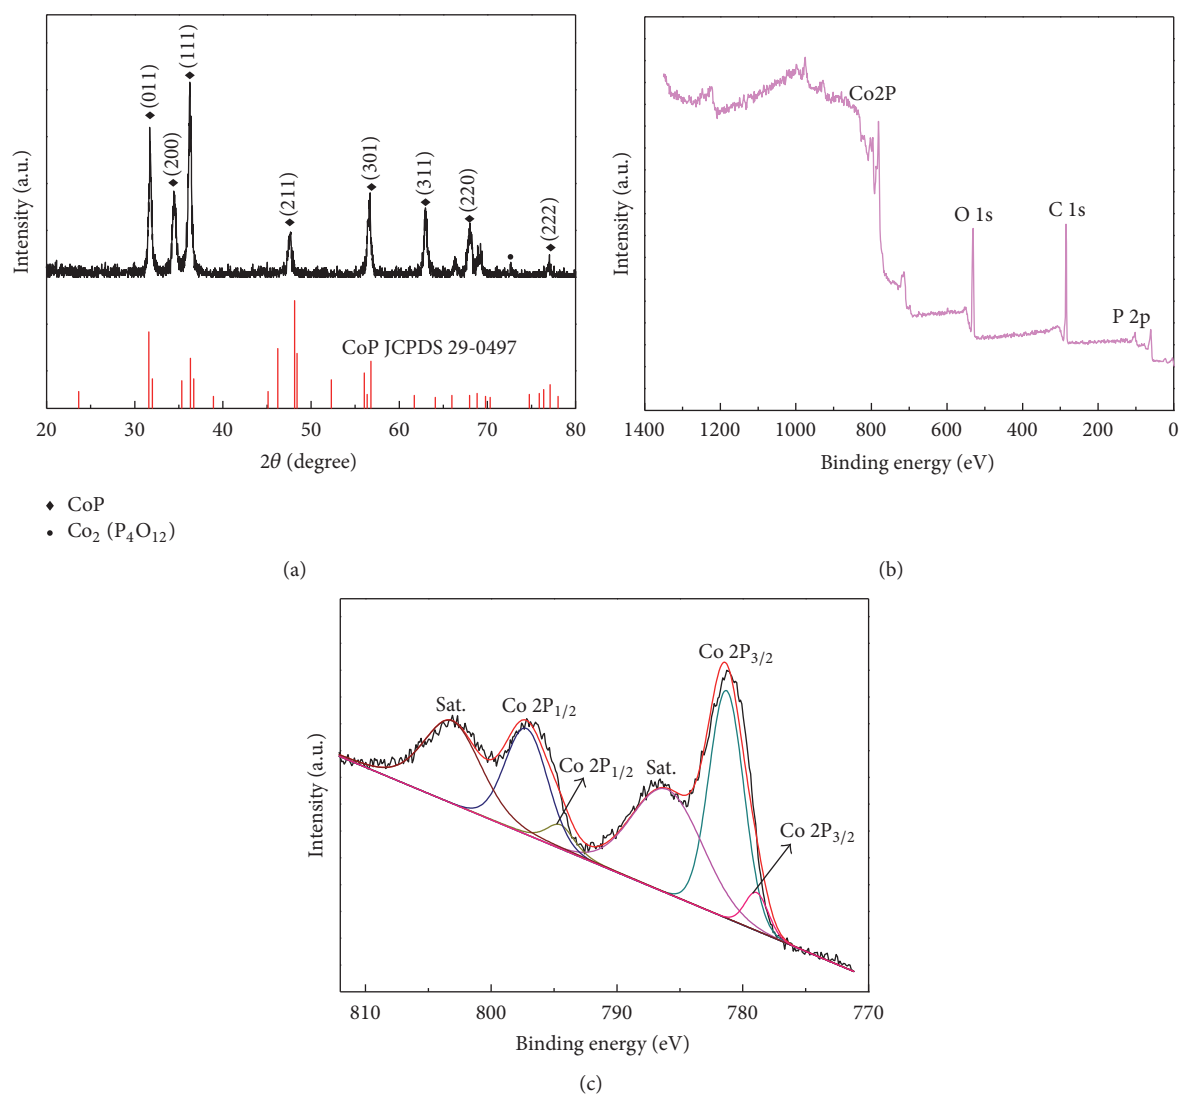 (011)
(200)
(111)
(211)
(301)
(311)
(220)
(222)
CoP JCPDS 29-0497
Intensity (a.u.)
20 30 40 50 60 70 80
2θ (degree)
◆ CoP
• Co₂ (P₄O₁₂)
(a)
Co2P
O 1s
C 1s
P 2p
Intensity (a.u.)
1400 1200 1000 800 600 400 200 0
Binding energy (eV)
(b)
Co 2P₃/₂
Sat.
Co 2P₁/₂
Co 2P₁/₂
Sat.
Co 2P₃/₂
Intensity (a.u.)
810 800 790 780 770
Binding energy (eV)
(c)